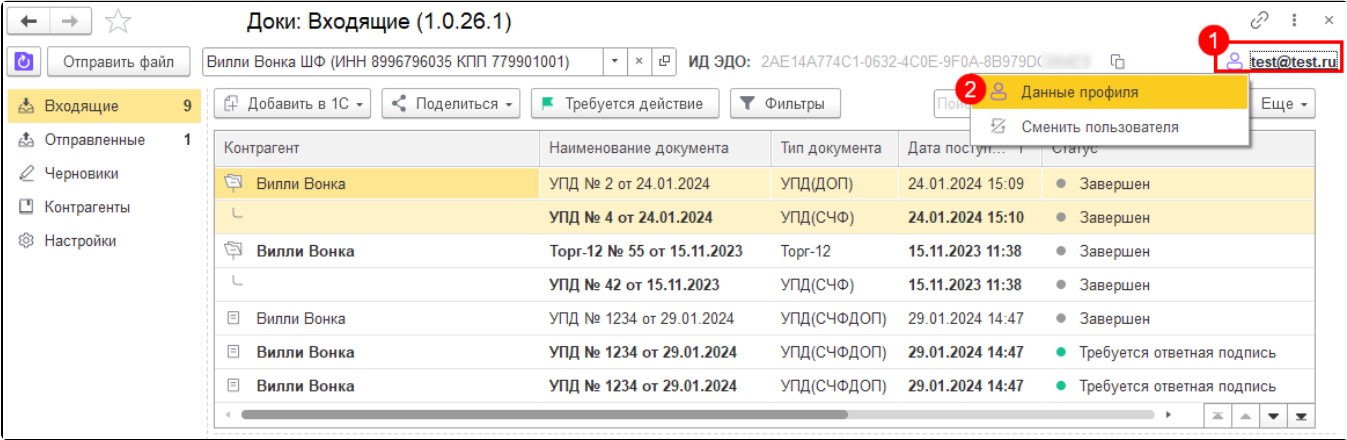 Доки: Входящие (1.0.26.1)
1
Отправить файл Вилли Вонка ШФ (ИНН 8996796035 КПП 779901001) ИД ЭДО: 2AE14A774C1-0632-4C0E-9F0A-8B979D test@test.ru
Входящие 9 Добавить в 1С Поделиться Требуется действие Фильтры 2 Данные профиля Еще
Отправленные 1 Сменить пользователя
Черновики
Контрагенты
Настройки
Контрагент Наименование документа Тип документа Дата поступ... Статус
Вилли Вонка УПД № 2 от 24.01.2024 УПД(ДОП) 24.01.2024 15:09 Завершен
УПД № 4 от 24.01.2024 УПД(СЧФ) 24.01.2024 15:10 Завершен
Вилли Вонка Торг-12 № 55 от 15.11.2023 Торг-12 15.11.2023 11:38 Завершен
УПД № 42 от 15.11.2023 УПД(СЧФ) 15.11.2023 11:38 Завершен
Вилли Вонка УПД № 1234 от 29.01.2024 УПД(СЧФДОП) 29.01.2024 14:47 Завершен
Вилли Вонка УПД № 1234 от 29.01.2024 УПД(СЧФДОП) 29.01.2024 14:47 Требуется ответная подпись
Вилли Вонка УПД № 1234 от 29.01.2024 УПД(СЧФДОП) 29.01.2024 14:47 Требуется ответная подпись